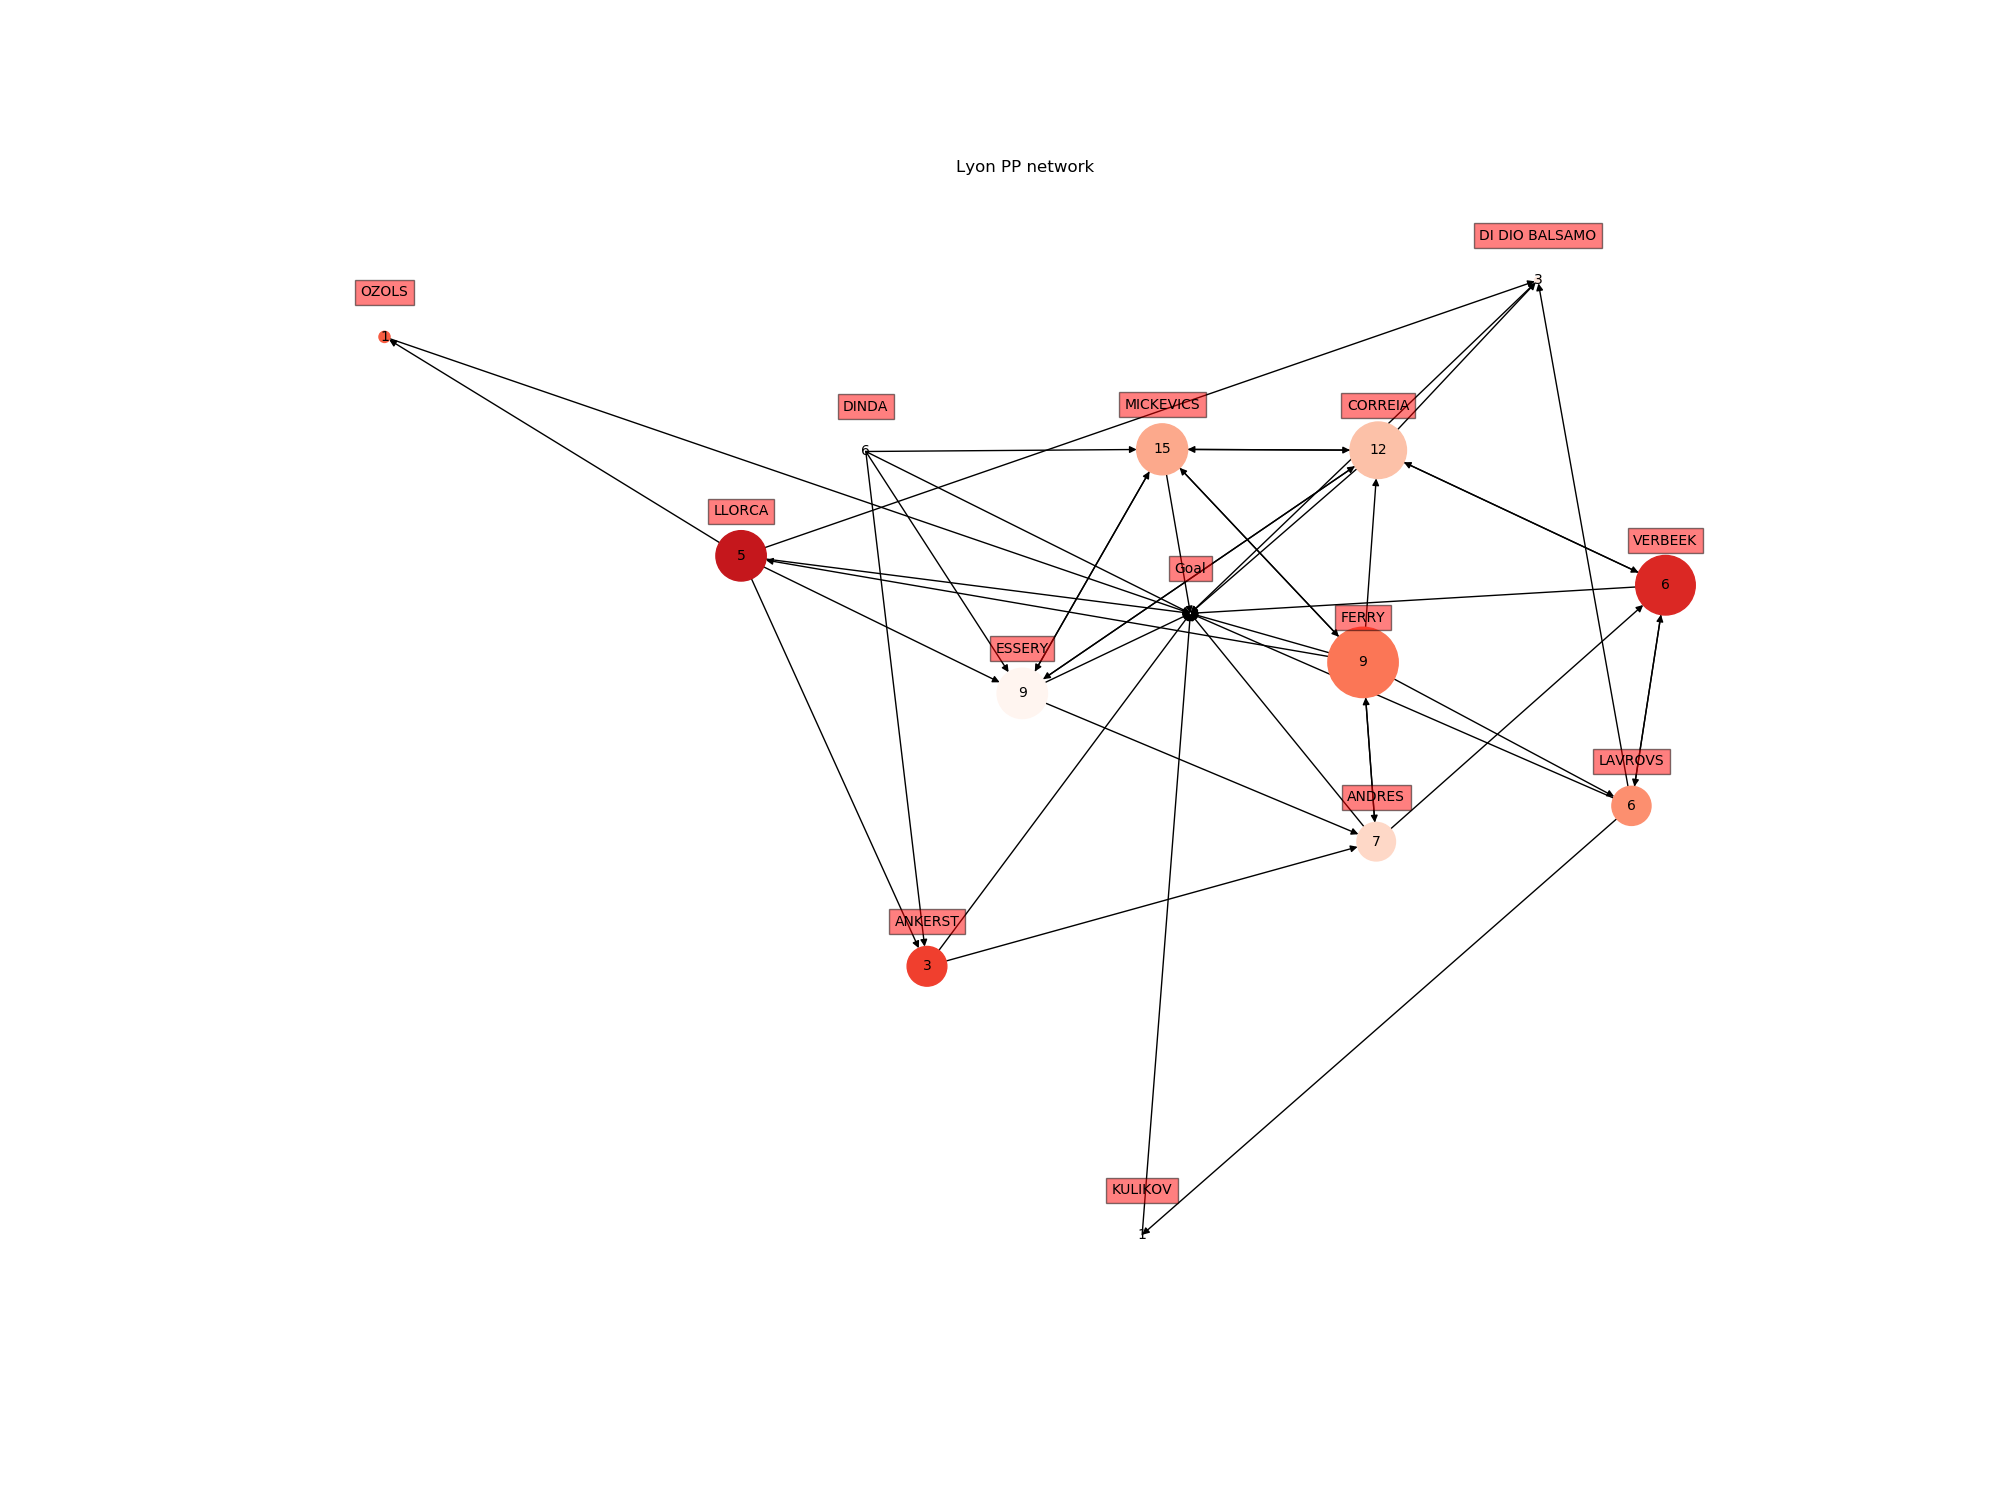 Lyon PP network
DI DIO BALSAMO
3
OZOLS
1
DINDA
6
MICKEVICS
15
CORREIA
12
LLORCA
5
VERBEEK
6
Goal
FERRY
9
ESSERY
9
LAVROVS
6
ANDRES
7
ANKERST
3
KULIKOV
1